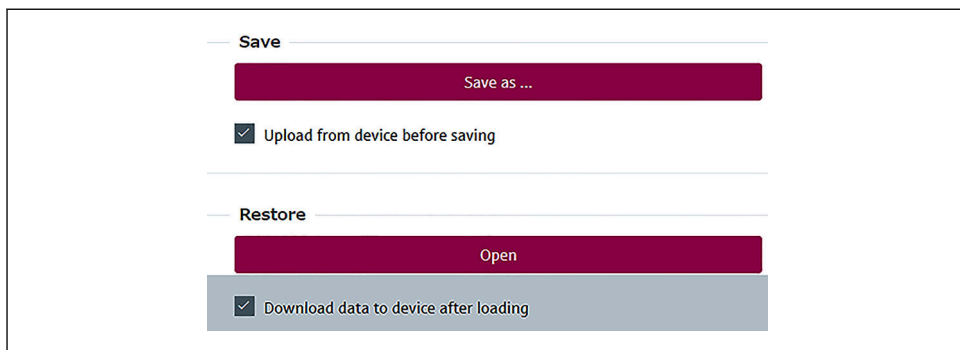 Save
Save as ...
Upload from device before saving
Restore
Open
Download data to device after loading